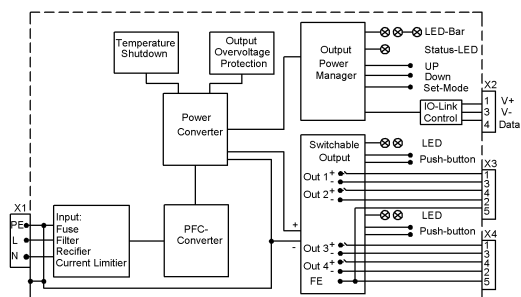 Temperature
Shutdown
Output
Overvoltage
Protection
Output
Power
Manager
LED-Bar
Status-LED
UP
Down
Set-Mode
IO-Link
Control
X2
1
3
4
V+
V-
Data
Power
Converter
Switchable
Output
LED
Push-button
Out 1 +
-
Out 2 +
-
X3
1
3
4
2
5
LED
Push-button
+
-
Out 3 +
-
Out 4 +
-
FE
X4
1
3
4
2
5
X1
PE
L
N
Input:
Fuse
Filter
Rectifier
Current Limitier
PFC-
Converter